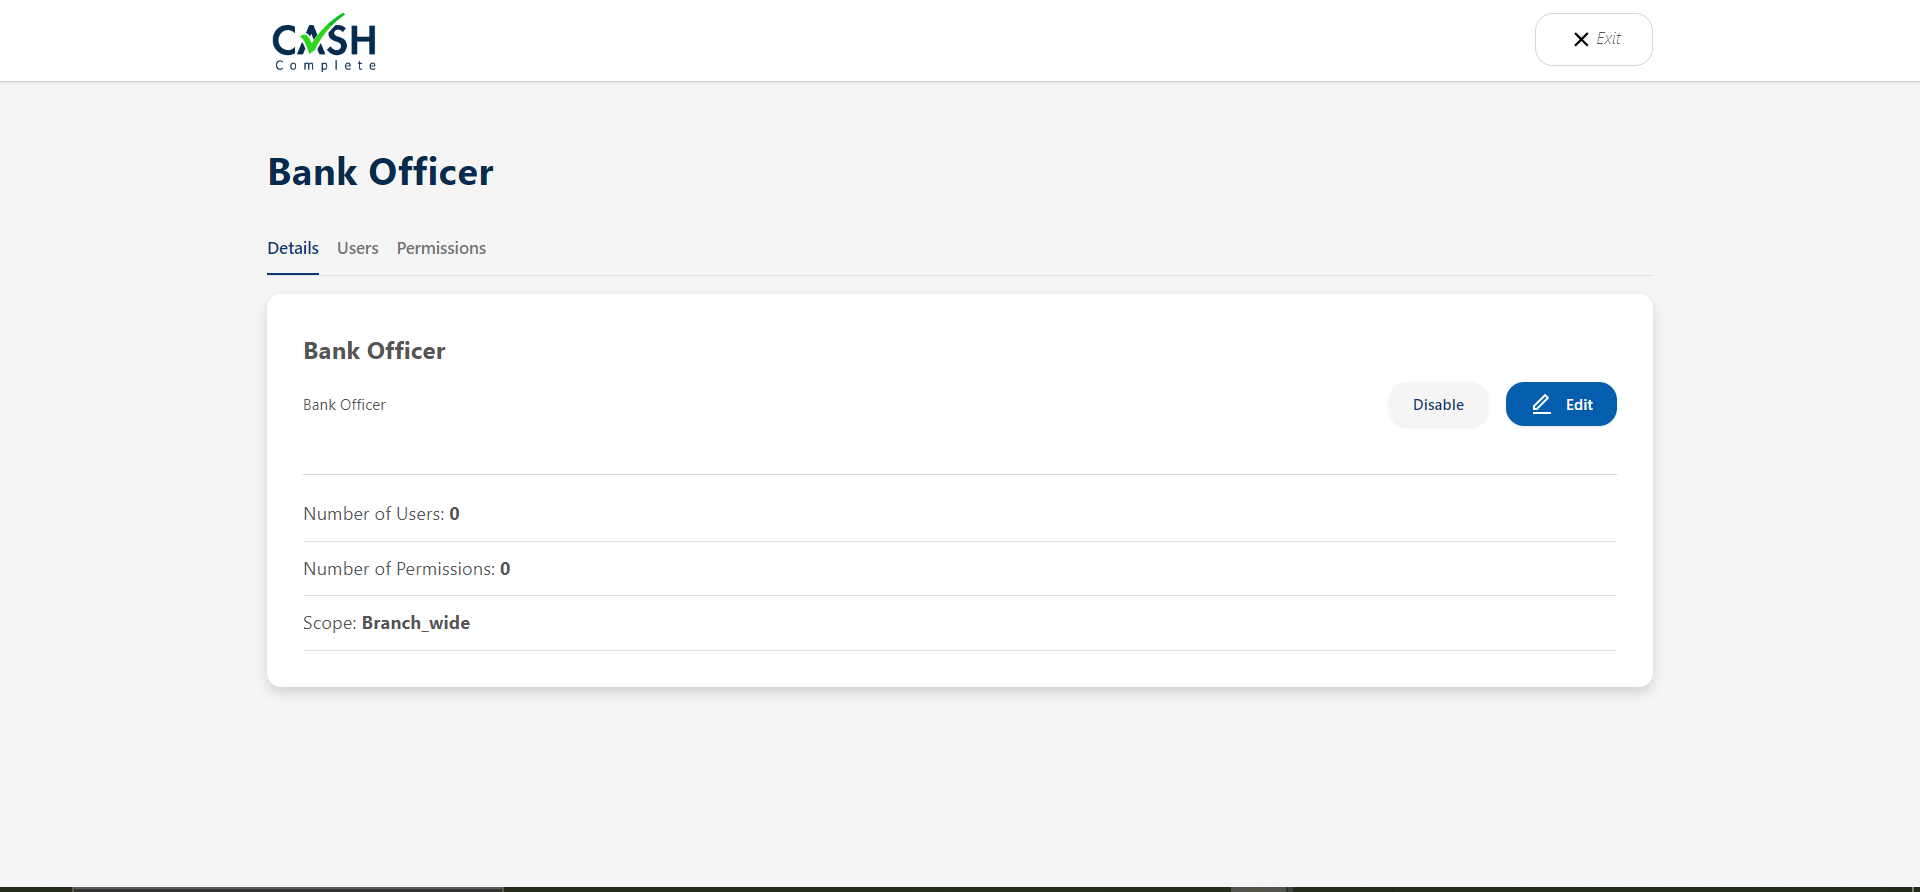 CASH
Complete
Exit
Bank Officer
Details Users Permissions
Bank Officer
Bank Officer
Disable Edit
Number of Users: 0
Number of Permissions: 0
Scope: Branch_wide